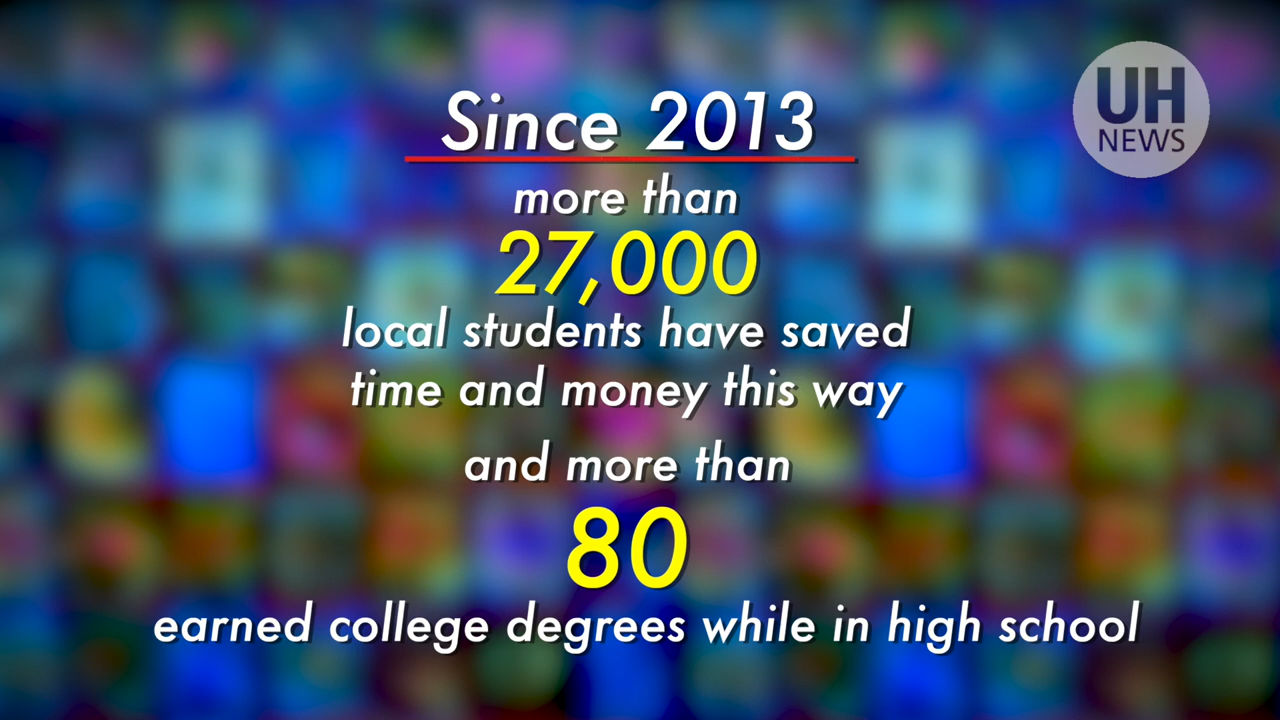 Since 2013
more than
27,000
local students have saved
time and money this way
and more than
80
earned college degrees while in high school
UH
NEWS